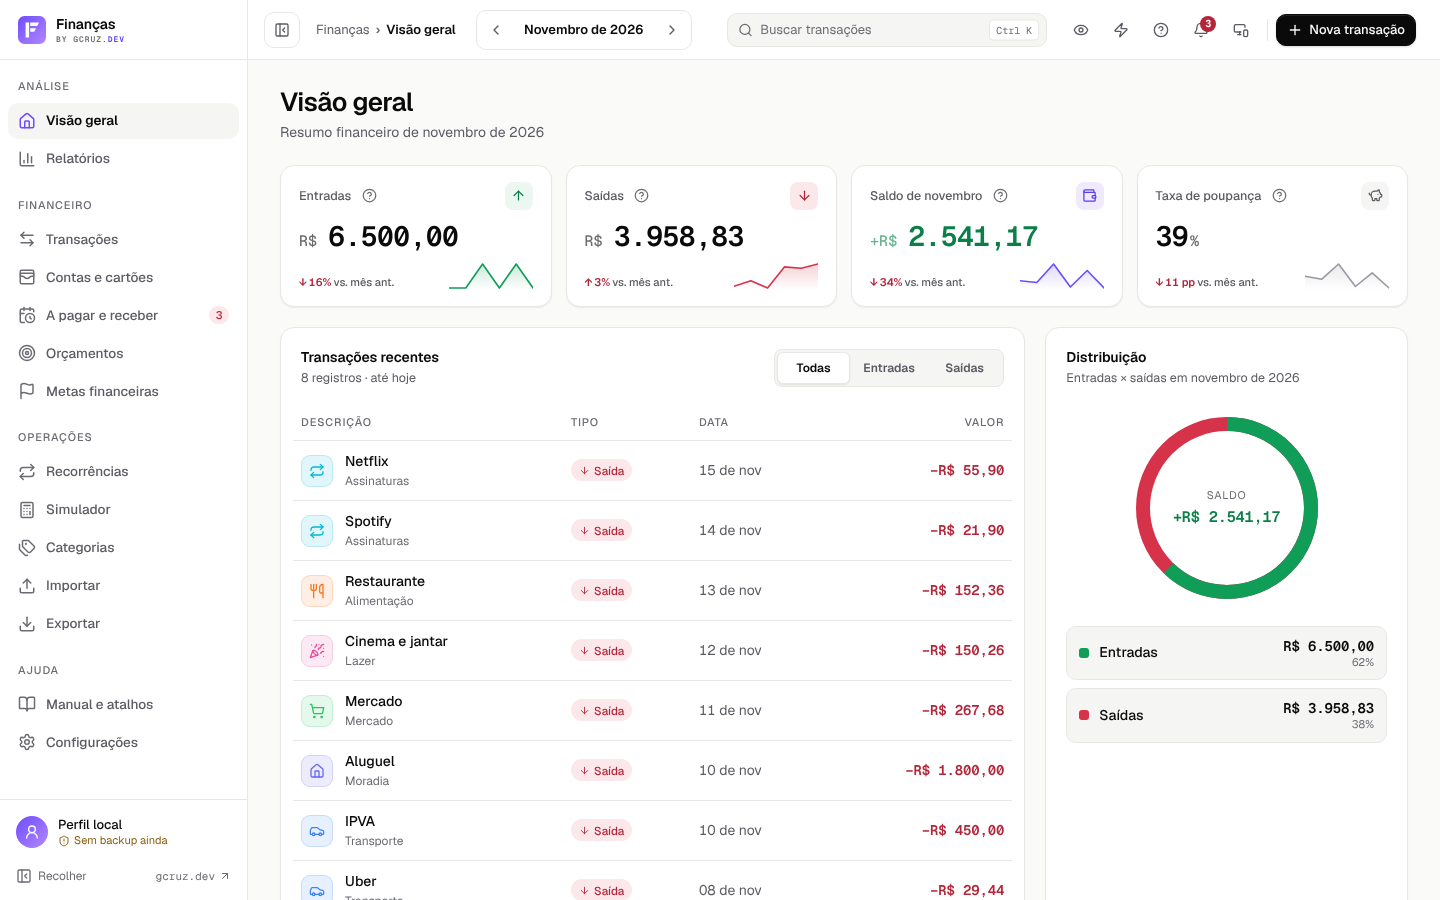 Finanças
BY GCRUZ.DEV
ANÁLISE
Visão geral
Relatórios
FINANCEIRO
Transações
Contas e cartões
A pagar e receber 3
Orçamentos
Metas financeiras
OPERAÇÕES
Recorrências
Simulador
Categorias
Importar
Exportar
AJUDA
Manual e atalhos
Configurações
Perfil local
Sem backup ainda
Recolher gcruz.dev
Finanças › Visão geral
Novembro de 2026
Buscar transações Ctrl K
3
Nova transação
Visão geral
Resumo financeiro de novembro de 2026
Entradas
R$ 6.500,00
16% vs. mês ant.
Saídas
R$ 3.958,83
3% vs. mês ant.
Saldo de novembro
+R$ 2.541,17
34% vs. mês ant.
Taxa de poupança
39%
11 pp vs. mês ant.
Transações recentes
8 registros · até hoje
Todas Entradas Saídas
DESCRIÇÃO TIPO DATA VALOR
Netflix
Assinaturas
Saída 15 de nov −R$ 55,90
Spotify
Assinaturas
Saída 14 de nov −R$ 21,90
Restaurante
Alimentação
Saída 13 de nov −R$ 152,36
Cinema e jantar
Lazer
Saída 12 de nov −R$ 150,26
Mercado
Mercado
Saída 11 de nov −R$ 267,68
Aluguel
Moradia
Saída 10 de nov −R$ 1.800,00
IPVA
Transporte
Saída 10 de nov −R$ 450,00
Uber
Transporte
Saída 08 de nov −R$ 29,44
Distribuição
Entradas × saídas em novembro de 2026
SALDO
+R$ 2.541,17
Entradas R$ 6.500,00
62%
Saídas R$ 3.958,83
38%